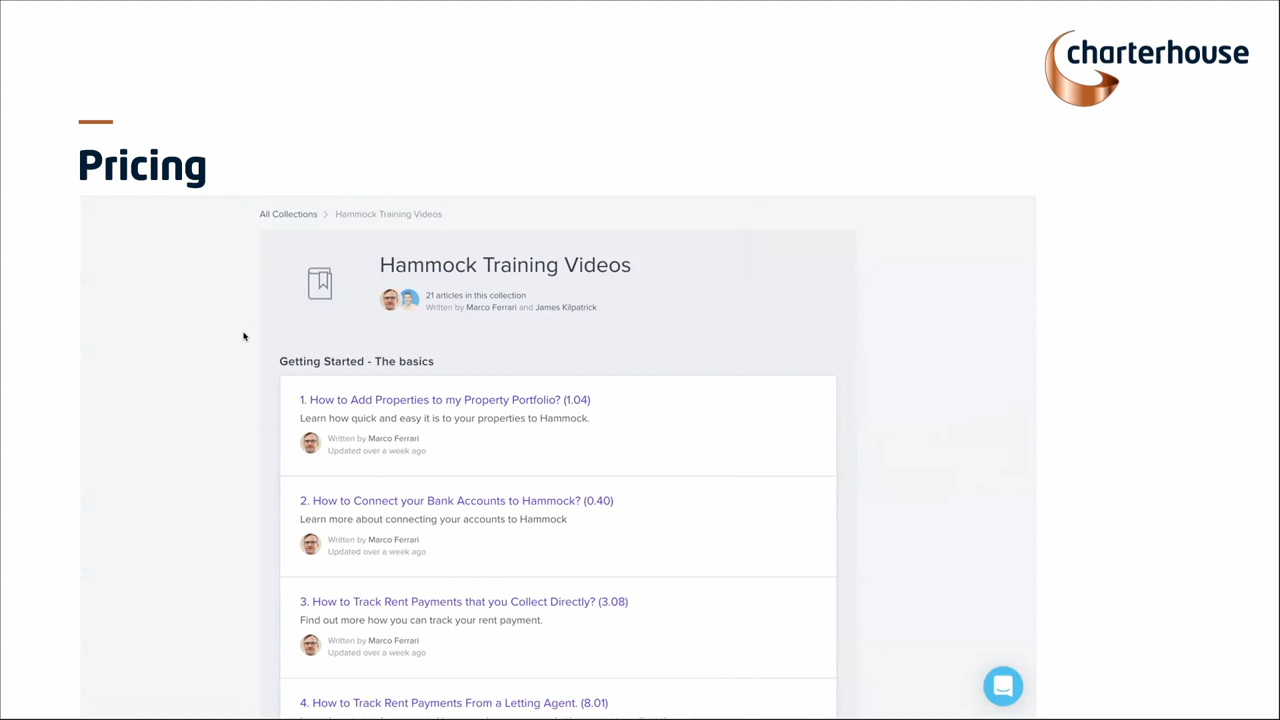 charterhouse
Pricing
All Collections > Hammock Training Videos
Hammock Training Videos
21 articles in this collection
Written by Marco Ferrari and James Kilpatrick
Getting Started - The basics
1. How to Add Properties to my Property Portfolio? (1.04)
Learn how quick and easy it is to your properties to Hammock.
Written by Marco Ferrari
Updated over a week ago
2. How to Connect your Bank Accounts to Hammock? (0.40)
Learn more about connecting your accounts to Hammock
Written by Marco Ferrari
Updated over a week ago
3. How to Track Rent Payments that you Collect Directly? (3.08)
Find out more how you can track your rent payment.
Written by Marco Ferrari
Updated over a week ago
4. How to Track Rent Payments From a Letting Agent. (8.01)